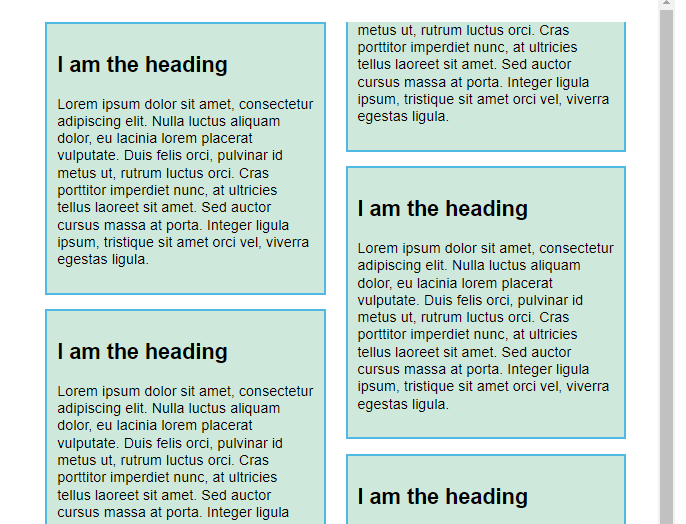 I am the heading
Lorem ipsum dolor sit amet, consectetur
adipiscing elit. Nulla luctus aliquam
dolor, eu lacinia lorem placerat
vulputate. Duis felis orci, pulvinar id
metus ut, rutrum luctus orci. Cras
porttitor imperdiet nunc, at ultricies
tellus laoreet sit amet. Sed auctor
cursus massa at porta. Integer ligula
ipsum, tristique sit amet orci vel, viverra
egestas ligula.
I am the heading
Lorem ipsum dolor sit amet, consectetur
adipiscing elit. Nulla luctus aliquam
dolor, eu lacinia lorem placerat
vulputate. Duis felis orci, pulvinar id
metus ut, rutrum luctus orci. Cras
porttitor imperdiet nunc, at ultricies
tellus laoreet sit amet. Sed auctor
cursus massa at porta. Integer ligula
metus ut, rutrum luctus orci. Cras
porttitor imperdiet nunc, at ultricies
tellus laoreet sit amet. Sed auctor
cursus massa at porta. Integer ligula
ipsum, tristique sit amet orci vel, viverra
egestas ligula.
I am the heading
Lorem ipsum dolor sit amet, consectetur
adipiscing elit. Nulla luctus aliquam
dolor, eu lacinia lorem placerat
vulputate. Duis felis orci, pulvinar id
metus ut, rutrum luctus orci. Cras
porttitor imperdiet nunc, at ultricies
tellus laoreet sit amet. Sed auctor
cursus massa at porta. Integer ligula
ipsum, tristique sit amet orci vel, viverra
egestas ligula.
I am the heading